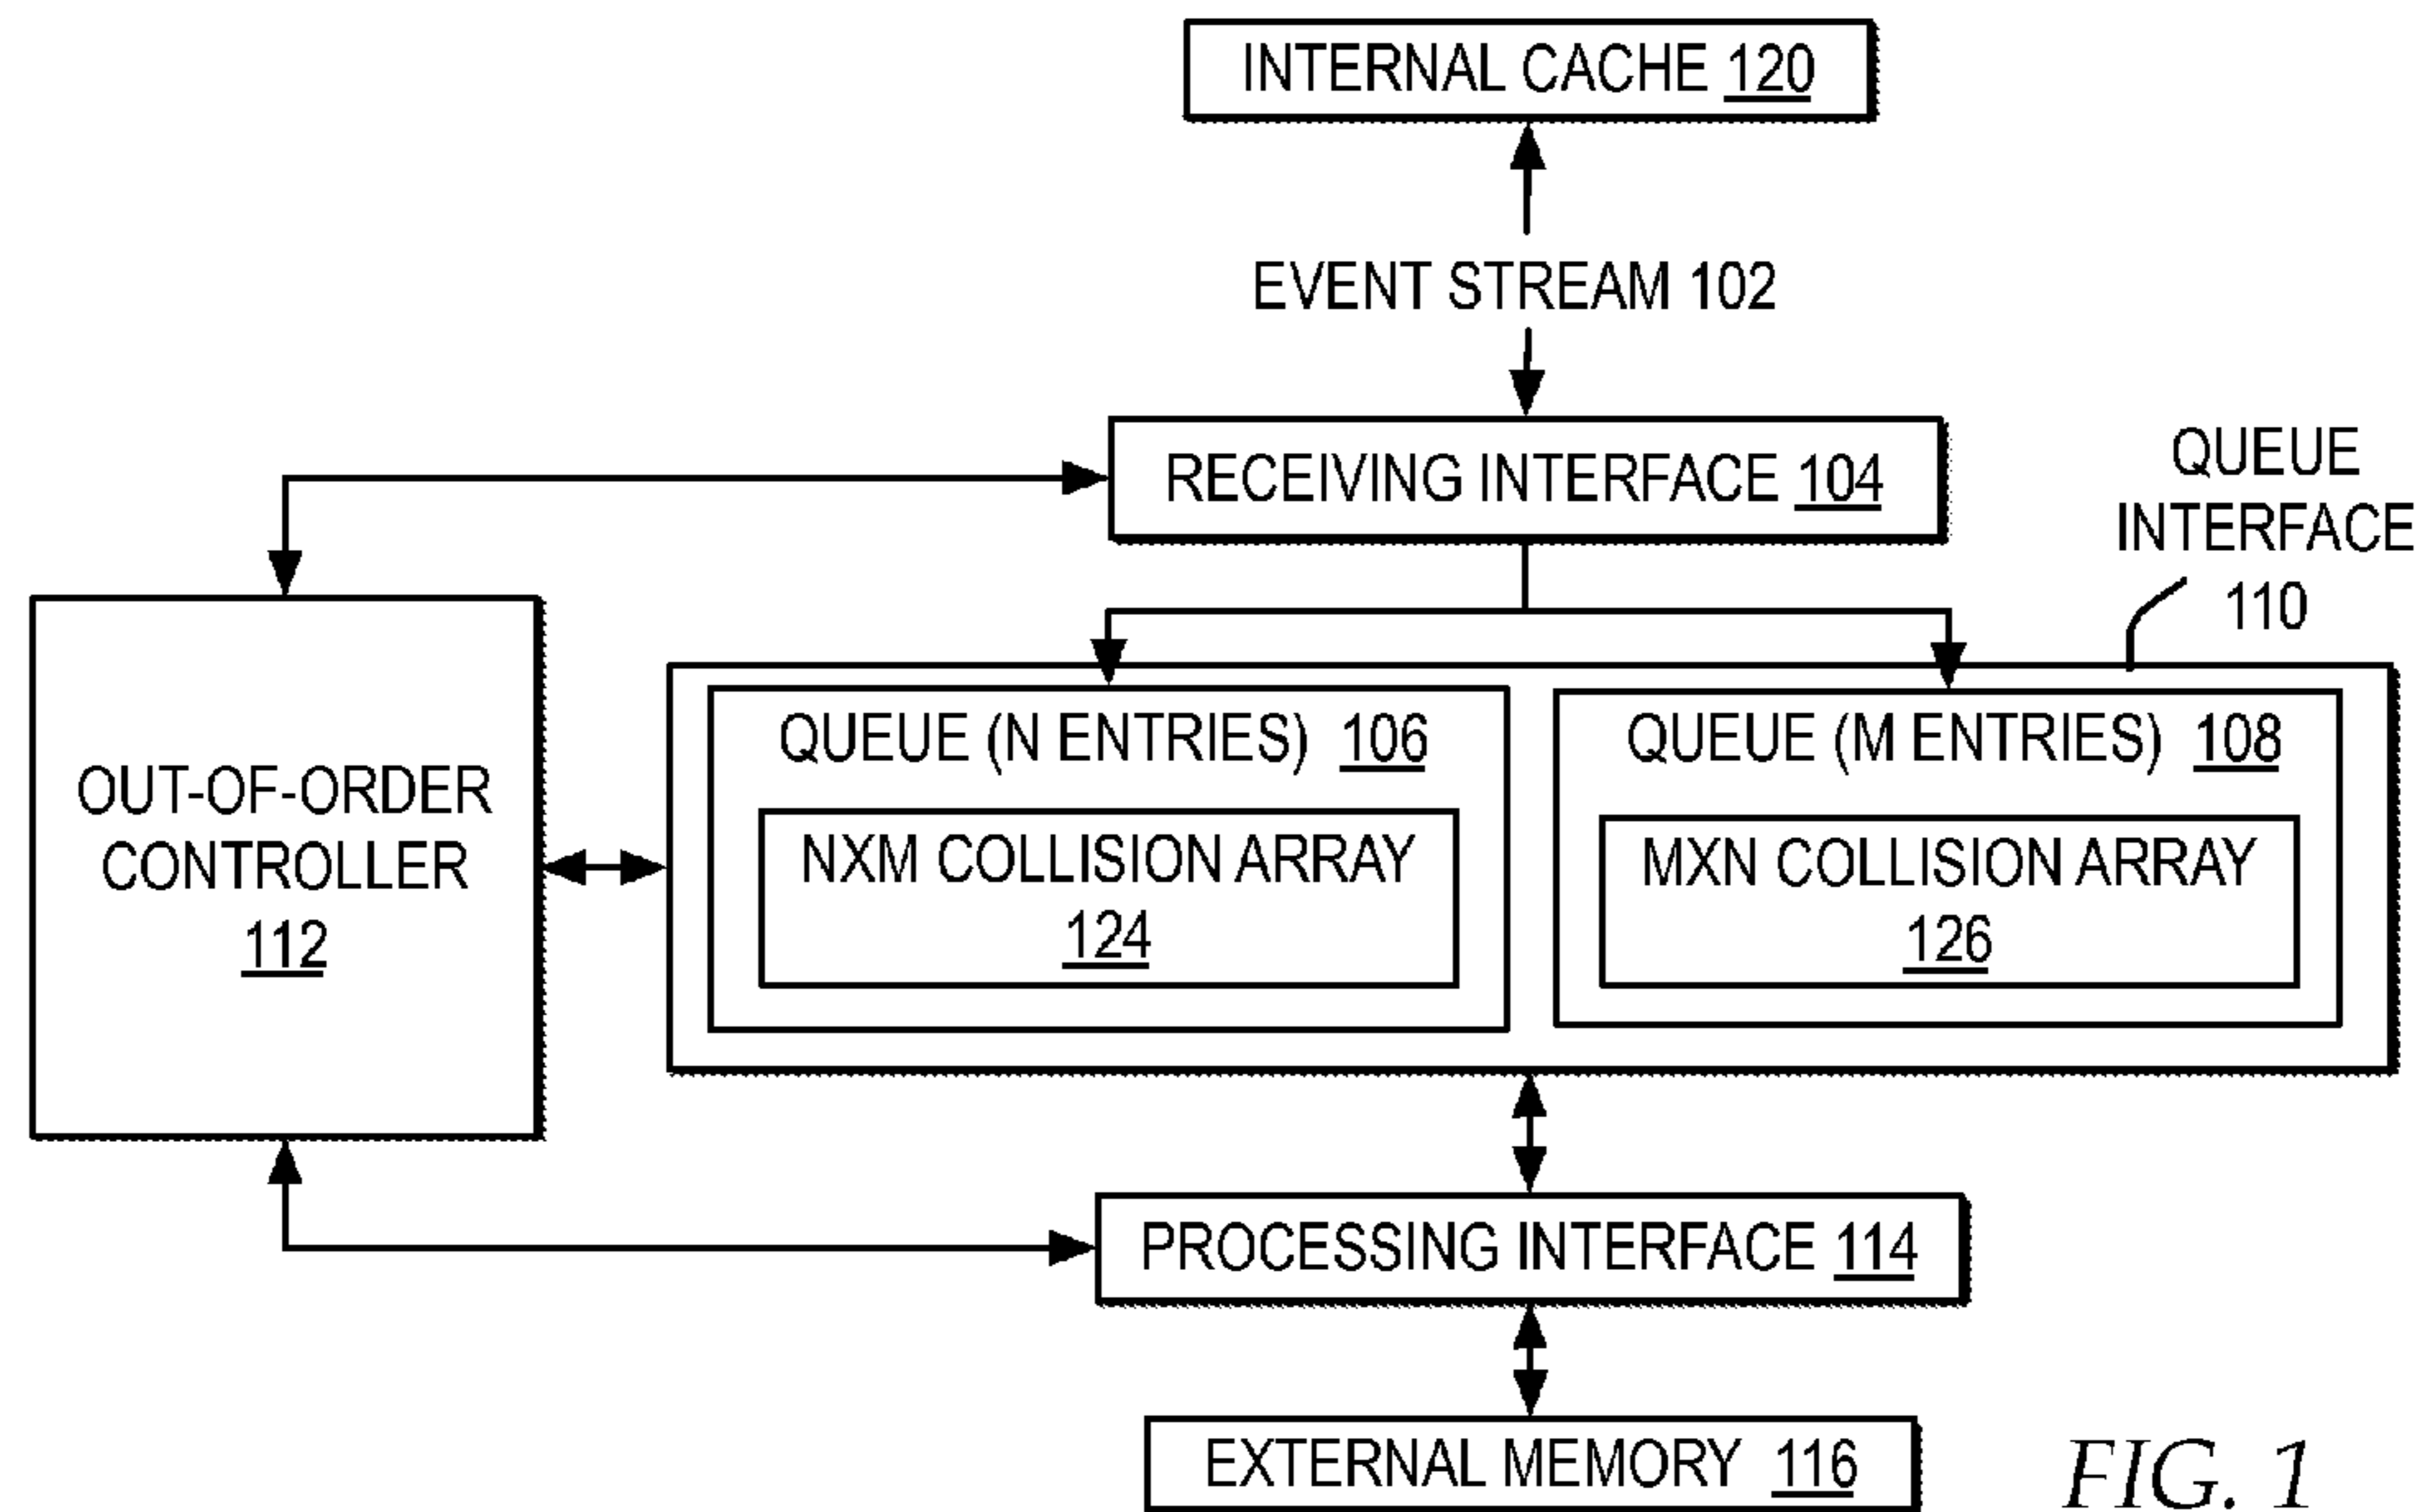 INTERNAL CACHE 120
EVENT STREAM 102
RECEIVING INTERFACE 104
QUEUE
INTERFACE
110
OUT-OF-ORDER
CONTROLLER
112
QUEUE (N ENTRIES) 106
NXM COLLISION ARRAY
124
QUEUE (M ENTRIES) 108
MXN COLLISION ARRAY
126
PROCESSING INTERFACE 114
EXTERNAL MEMORY 116
FIG. 1